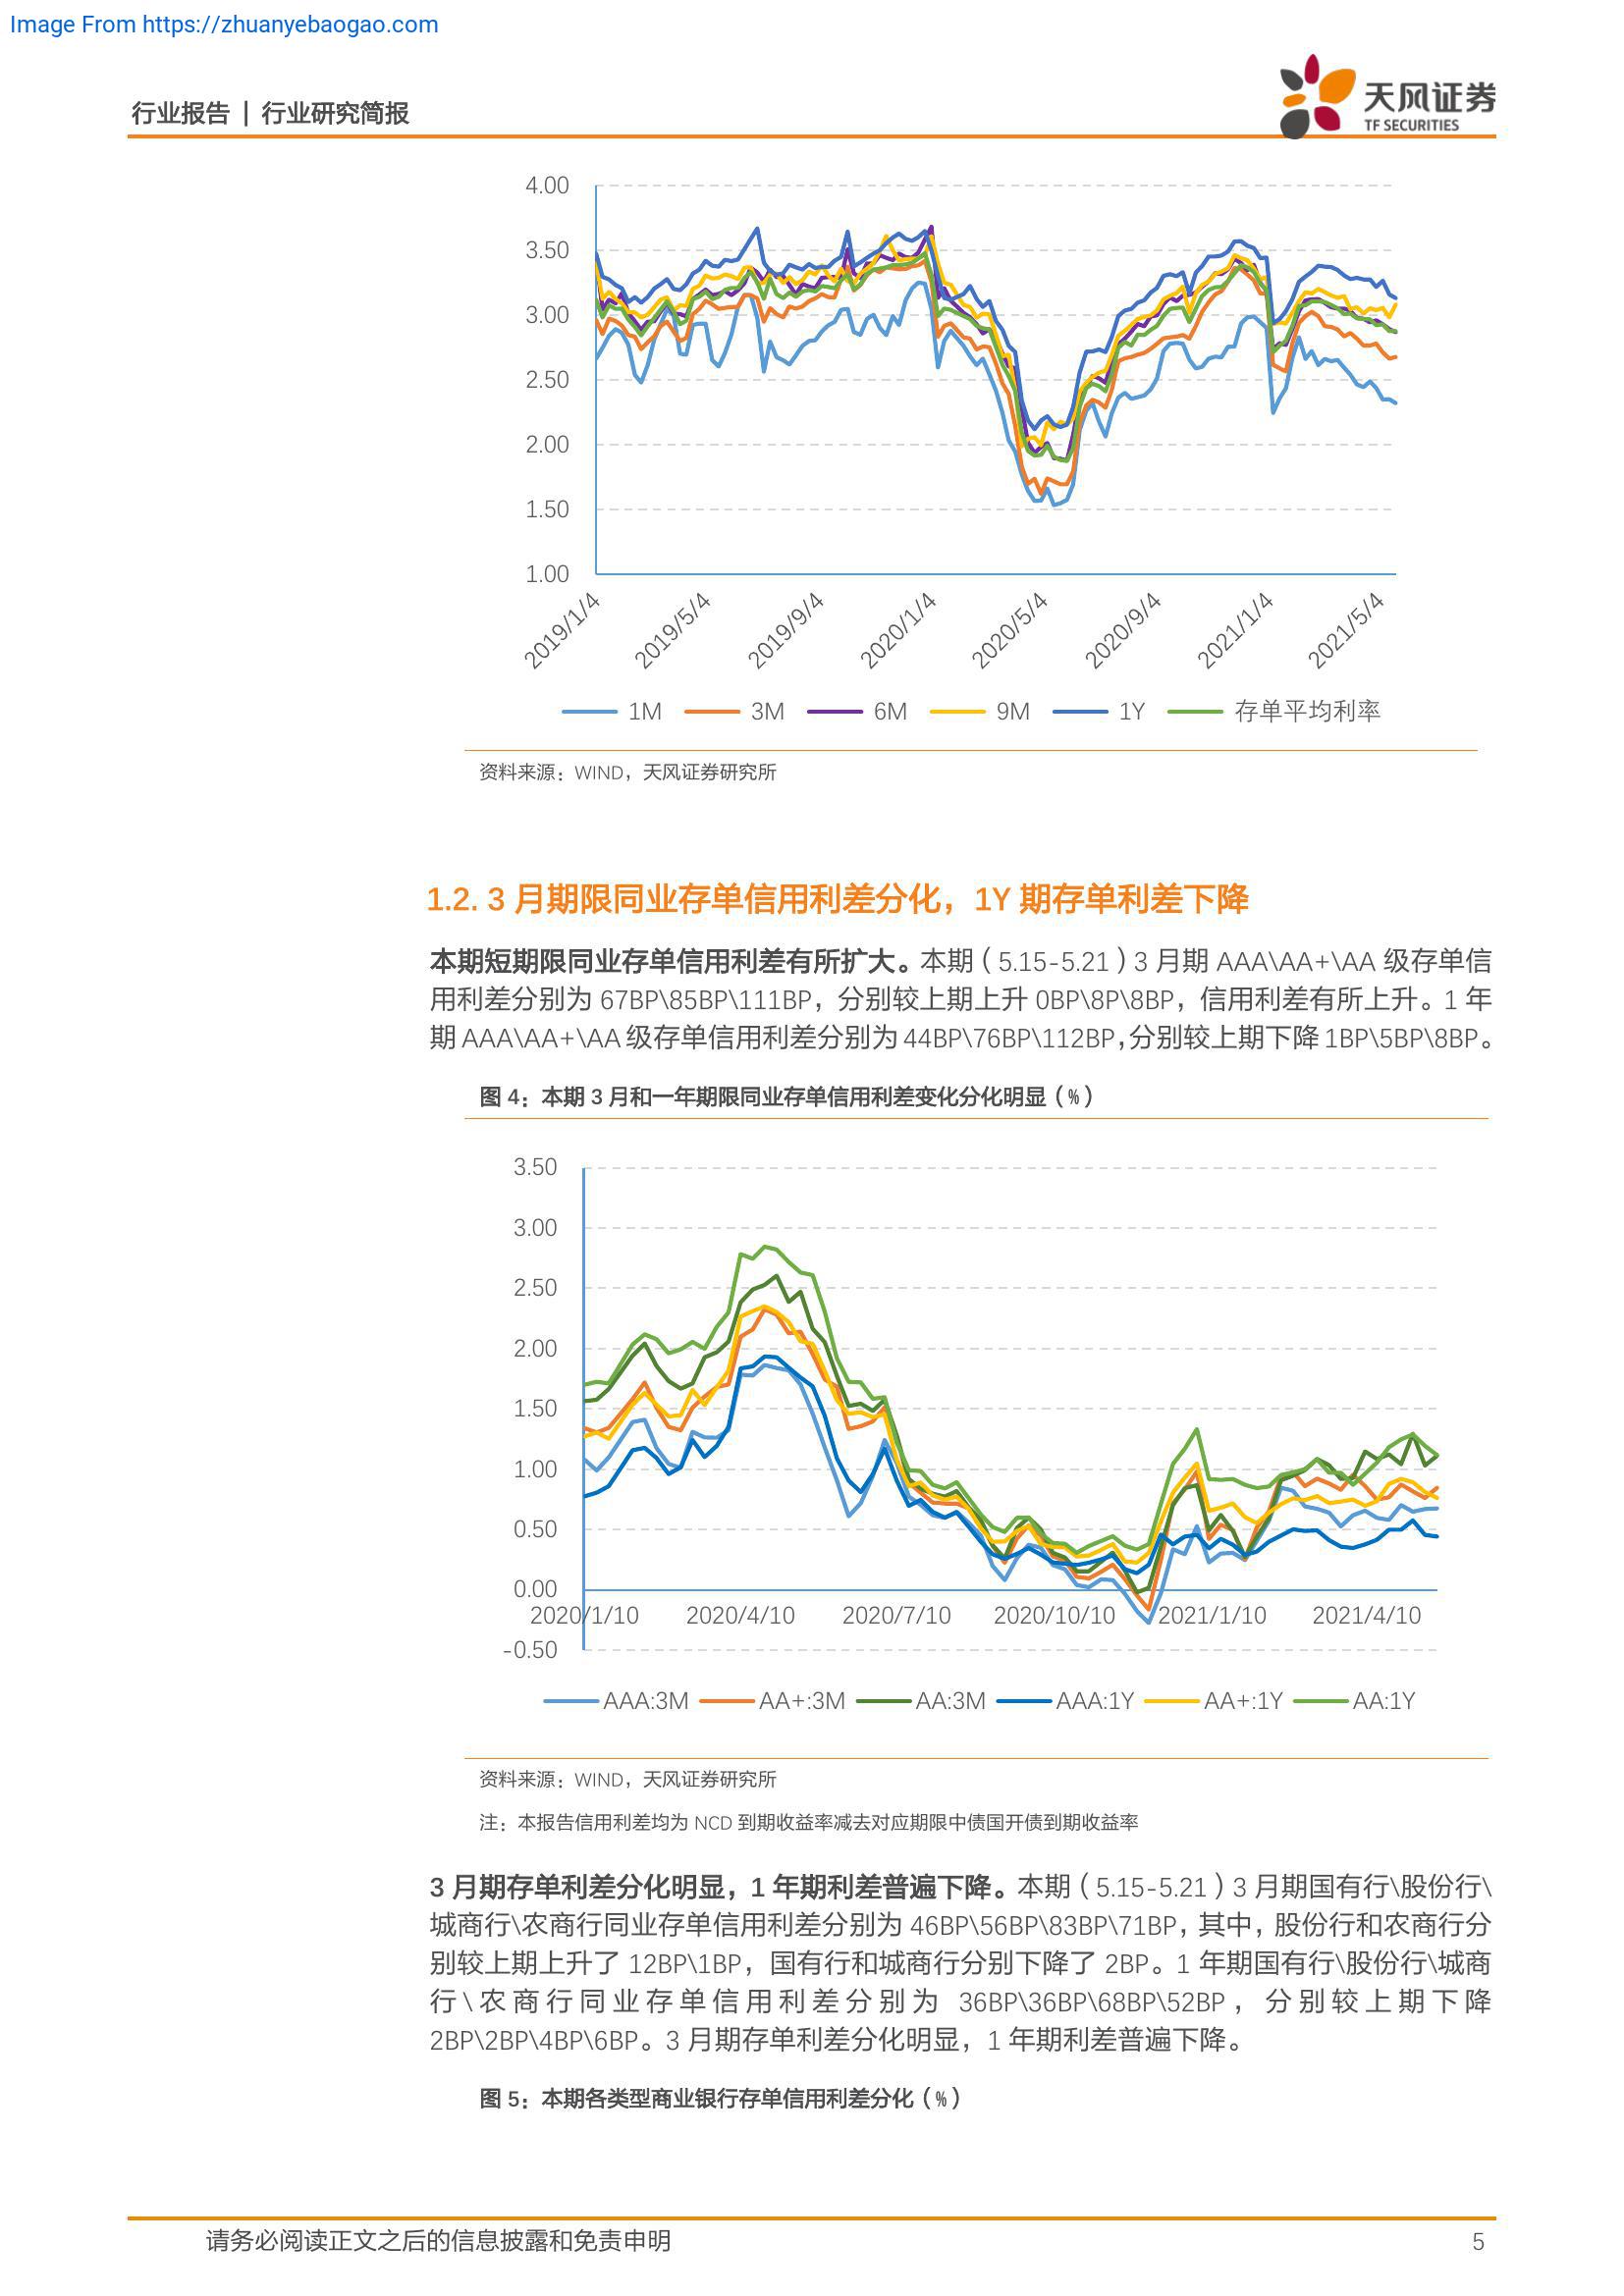 Image From https://zhuanyebaogao.com
行业报告 | 行业研究简报
天风证券
TF SECURITIES
4.00
3.50
3.00
2.50
2.00
1.50
1.00
2019/1/4 2019/5/4 2019/9/4 2020/1/4 2020/5/4 2020/9/4 2021/1/4 2021/5/4
1M 3M 6M 9M 1Y 存单平均利率
资料来源：WIND，天风证券研究所
1.2. 3 月期限同业存单信用利差分化，1Y 期存单利差下降
本期短期限同业存单信用利差有所扩大。本期（5.15-5.21）3 月期 AAA\AA+\AA 级存单信
用利差分别为 67BP\85BP\111BP，分别较上期上升 0BP\8P\8BP，信用利差有所上升。1 年
期 AAA\AA+\AA 级存单信用利差分别为 44BP\76BP\112BP，分别较上期下降 1BP\5BP\8BP。
图 4：本期 3 月和一年期限同业存单信用利差变化分化明显（%）
3.50
3.00
2.50
2.00
1.50
1.00
0.50
0.00
2020/1/10 2020/4/10 2020/7/10 2020/10/10 2021/1/10 2021/4/10
-0.50
AAA:3M AA+:3M AA:3M AAA:1Y AA+:1Y AA:1Y
资料来源：WIND，天风证券研究所
注：本报告信用利差均为 NCD 到期收益率减去对应期限中债国开债到期收益率
3 月期存单利差分化明显，1 年期利差普遍下降。本期（5.15-5.21）3 月期国有行\股份行\
城商行\农商行同业存单信用利差分别为 46BP\56BP\83BP\71BP，其中，股份行和农商行分
别较上期上升了 12BP\1BP，国有行和城商行分别下降了 2BP。1 年期国有行\股份行\城商
行\农商行同业存单信用利差分别为 36BP\36BP\68BP\52BP，分别较上期下降
2BP\2BP\4BP\6BP。3 月期存单利差分化明显，1 年期利差普遍下降。
图 5：本期各类型商业银行存单信用利差分化（%）
请务必阅读正文之后的信息披露和免责申明 5